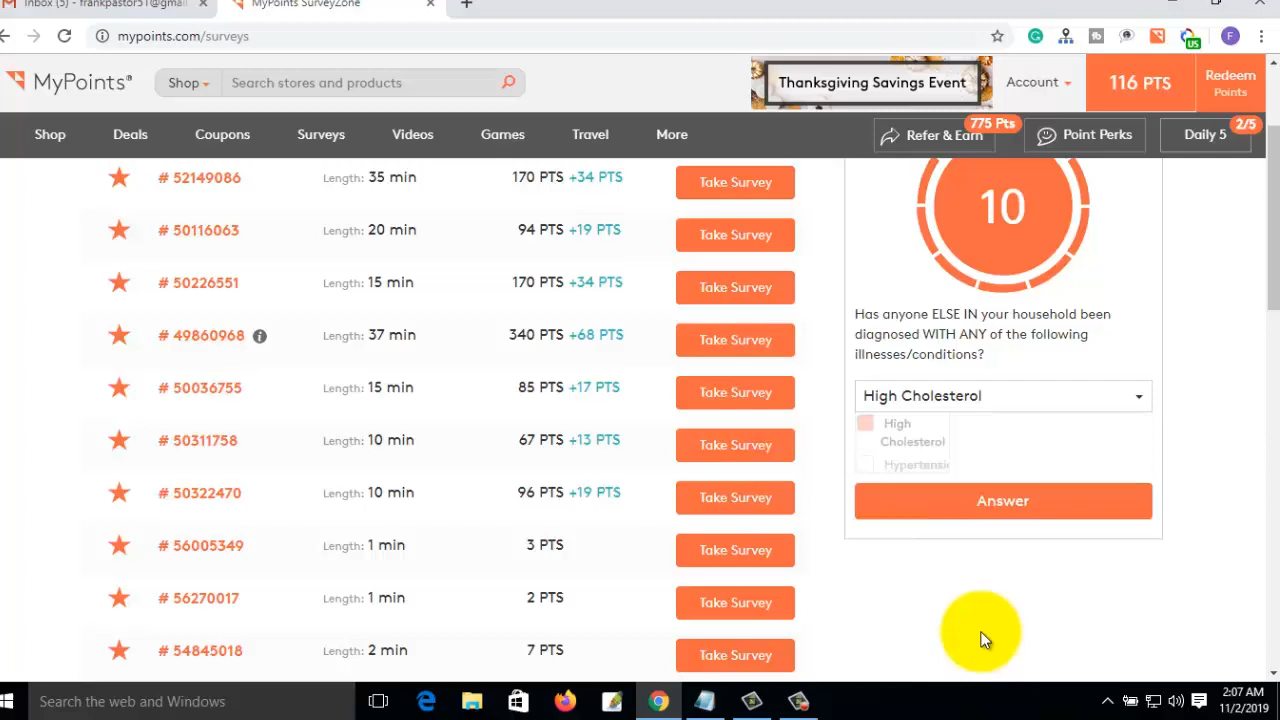 Inbox (5) - frankpastor51@gmail
MyPoints SurveyZone
mypoints.com/surveys
F
US
MyPoints®
Shop
Search stores and products
Thanksgiving Savings Event
Account
116 PTS
Redeem
Points
Shop
Deals
Coupons
Surveys
Videos
Games
Travel
More
Refer & Earn
775 Pts
Point Perks
Daily 5
2/5
# 52149086 Length: 35 min 170 PTS +34 PTS Take Survey
# 50116063 Length: 20 min 94 PTS +19 PTS Take Survey
# 50226551 Length: 15 min 170 PTS +34 PTS Take Survey
# 49860968 Length: 37 min 340 PTS +68 PTS Take Survey
# 50036755 Length: 15 min 85 PTS +17 PTS Take Survey
# 50311758 Length: 10 min 67 PTS +13 PTS Take Survey
# 50322470 Length: 10 min 96 PTS +19 PTS Take Survey
# 56005349 Length: 1 min 3 PTS Take Survey
# 56270017 Length: 1 min 2 PTS Take Survey
# 54845018 Length: 2 min 7 PTS Take Survey
10
Has anyone ELSE IN your household been
diagnosed WITH ANY of the following
illnesses/conditions?
High Cholesterol
High
Cholesterol
Hypertensi
Answer
Search the web and Windows
2:07 AM
11/2/2019